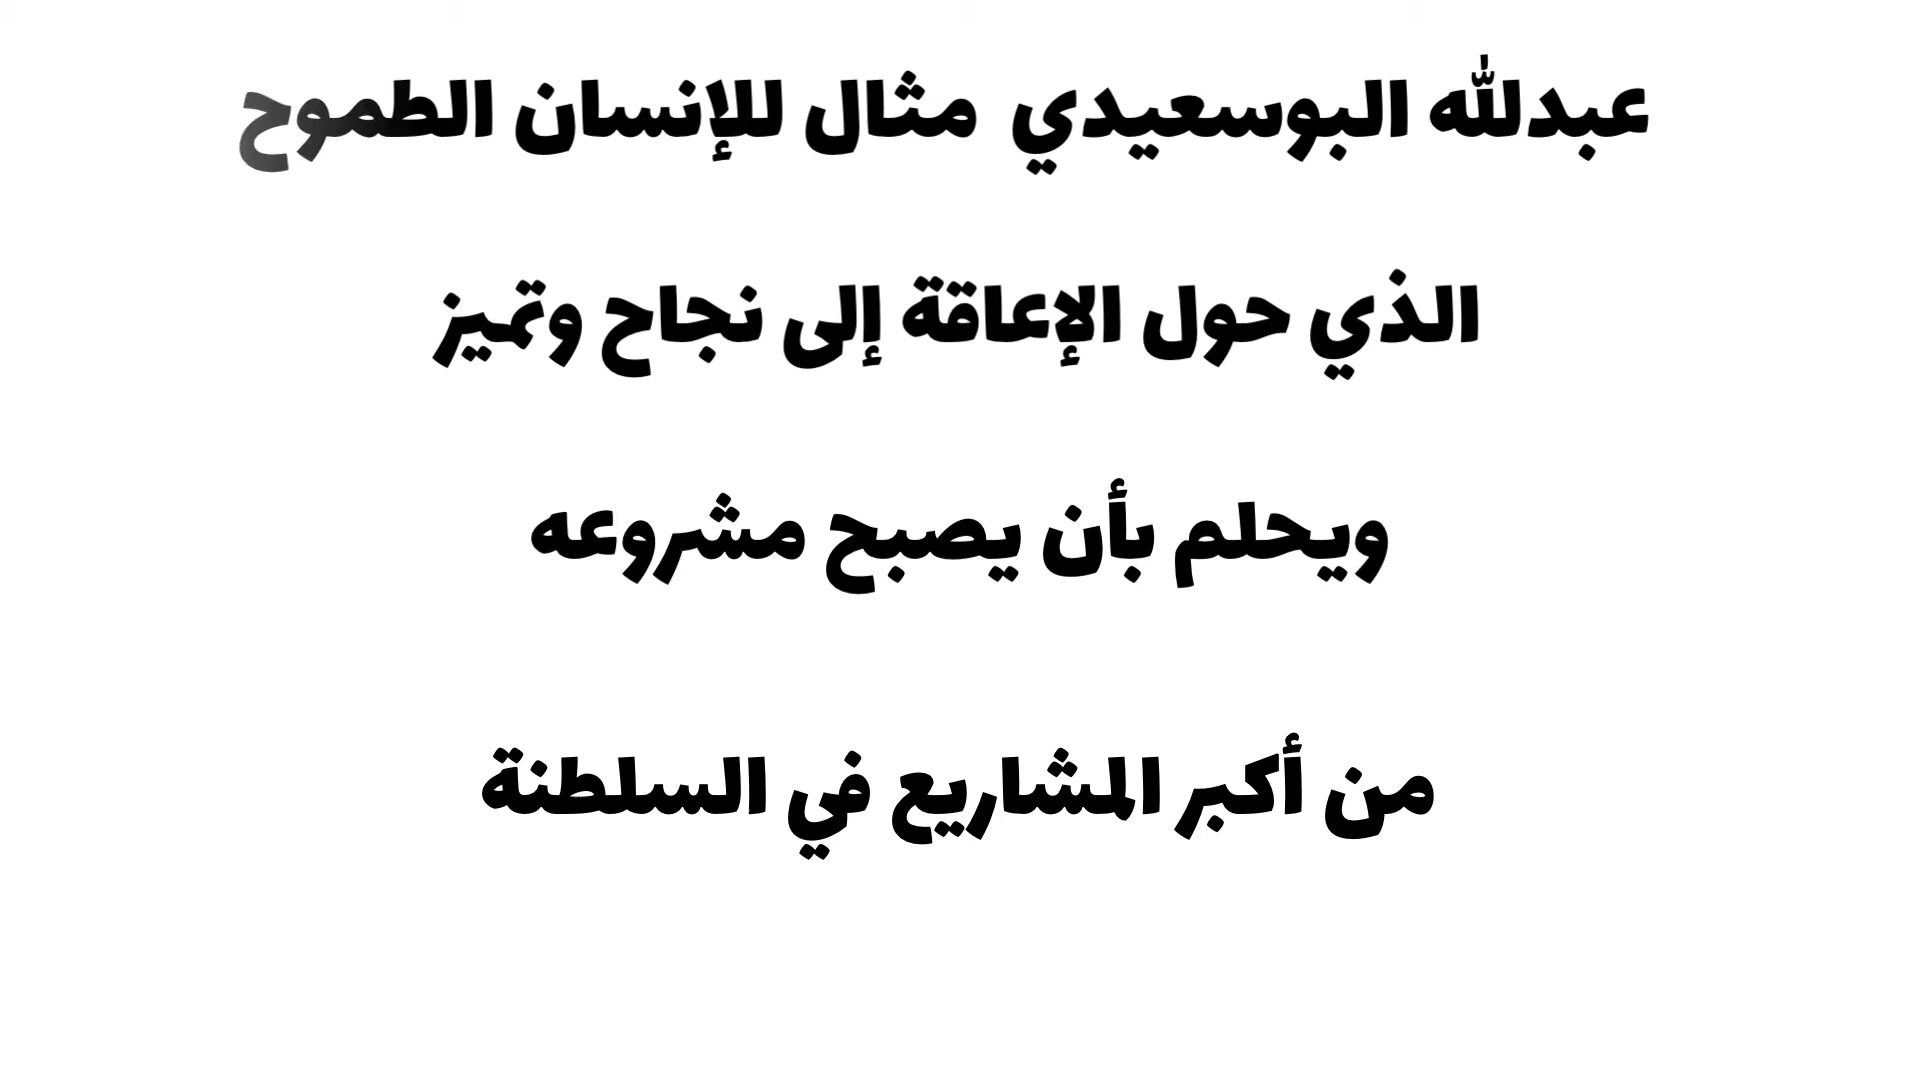 عبدلله البوسعيدي مثال للإنسان الطموح
الذي حول الإعاقة إلى نجاح وتميز
ويحلم بأن يصبح مشروعه
من أكبر المشاريع في السلطنة